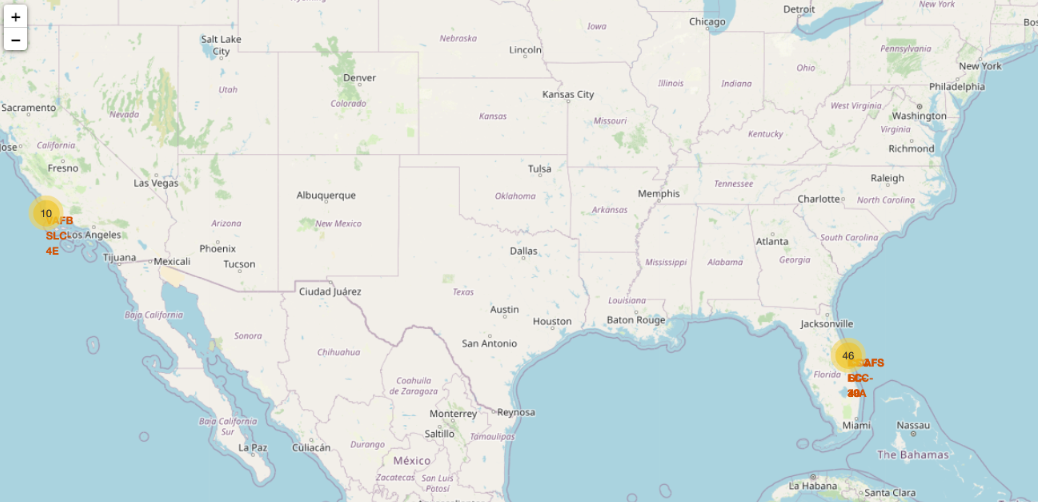 +
−
Salt Lake
City
Nebraska
Iowa
Chicago
Detroit
New York
Lincoln
Pennsylvania
New York
Denver
Utah
Illinois
Indiana
Ohio
Philadelphia
Sacramento
Nevada
Colorado
Kansas City
West Virginia
Washington
Kansas
Missouri
Virginia
California
Kentucky
Richmond
Fresno
Las Vegas
Tulsa
Raleigh
Albuquerque
Oklahoma
Memphis
Tennessee
Charlotte
North Carolina
10
AFB
SLC-
4E
Los Angeles
Arizona
New Mexico
Arkansas
South Carolina
Phoenix
Dallas
Atlanta
Tijuana
Mexicali
Tucson
Mississippi
Alabama
Georgia
Ciudad Juárez
Texas
Louisiana
Baja California
Austin
Houston
Baton Rouge
Jacksonville
Sonora
San Antonio
Chihuahua
46
AFS
Florida
Coahuila
de Zaragoza
Baja California
Sur
Monterrey
Reynosa
Miami
Nassau
La Paz
Culiacán
Durango
Saltillo
Tamaulipas
The Bahamas
México
Zacatecas
San Luis
Potosí
La Habana
Santa Clara